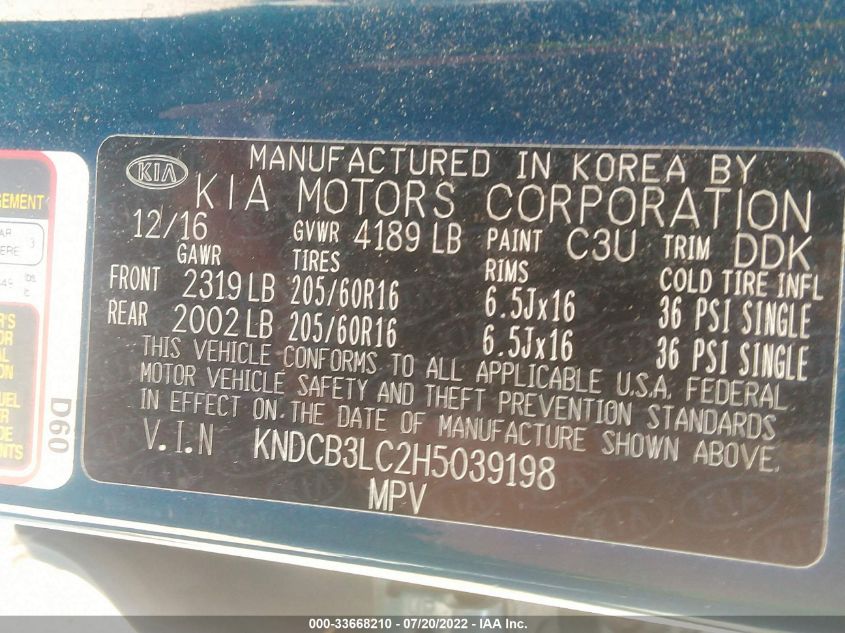 KIA
MANUFACTURED IN KOREA BY
KIA MOTORS CORPORATION
12/16 GVWR 4189 LB PAINT C3U TRIM DDK
GAWR TIRES RIMS COLD TIRE INFL
FRONT 2319 LB 205/60R16 6.5Jx16 36 PSI SINGLE
REAR 2002 LB 205/60R16 6.5Jx16 36 PSI SINGLE
THIS VEHICLE CONFORMS TO ALL APPLICABLE U.S.A. FEDERAL
MOTOR VEHICLE SAFETY AND THEFT PREVENTION STANDARDS
IN EFFECT ON THE DATE OF MANUFACTURE SHOWN ABOVE.
V.I.N KNDCB3LC2H5039198
MPV
D60
000-33668210 - 07/20/2022 - IAA Inc.